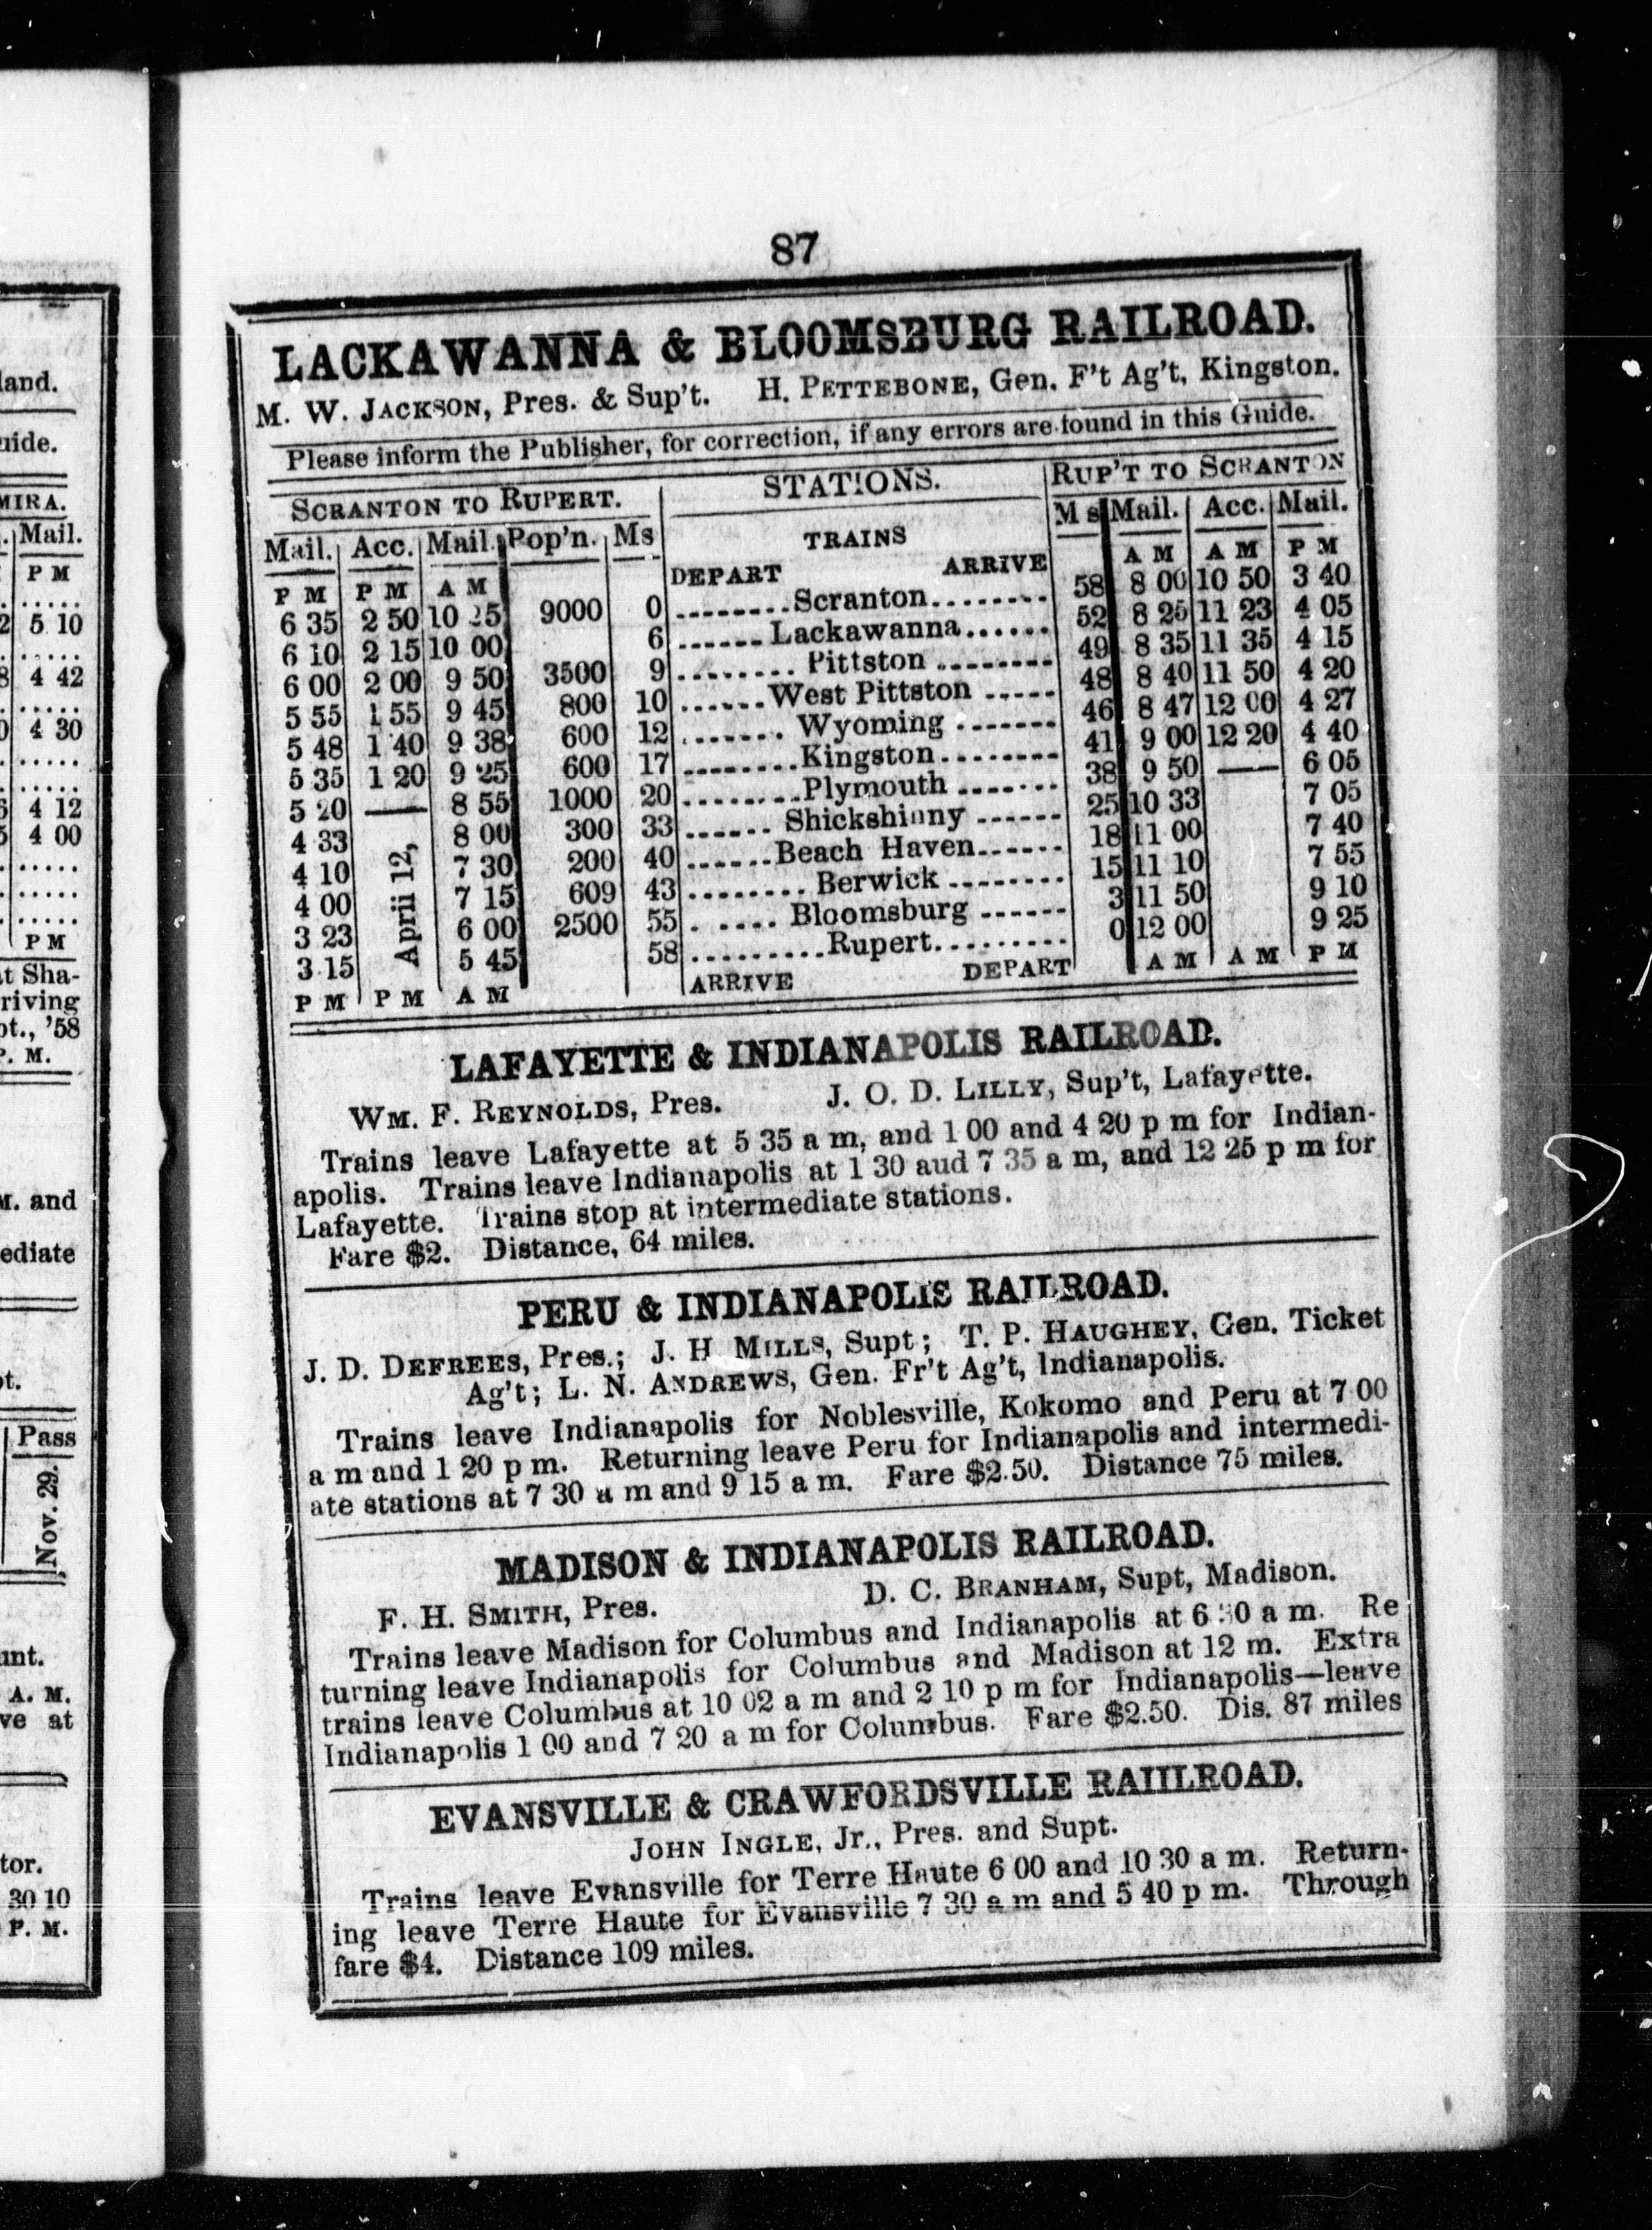 87
LACKAWANNA & BLOOMSBURG RAILROAD.
M. W. JACKSON, Pres. & Sup't. H. PETTEBONE, Gen. F't Ag't, Kingston.
Please inform the Publisher, for correction, if any errors are found in this Guide.
SCRANTON TO RUPERT. STATIONS. RUP'T TO SCRANTON
Mail. Acc. Mail. Pop'n. Ms TRAINS Ms Mail. Acc. Mail.
P M P M A M DEPART ARRIVE A M A M P M
6 35 2 50 10 25 9000 0 Scranton 58 8 00 10 50 3 40
6 10 2 15 10 00 6 Lackawanna 52 8 25 11 23 4 05
6 00 2 00 9 50 3500 9 Pittston 49 8 35 11 35 4 15
5 55 1 55 9 45 800 10 West Pittston 48 8 40 11 50 4 20
5 48 1 40 9 38 600 12 Wyoming 46 8 47 12 00 4 27
5 35 1 20 9 25 600 17 Kingston 41 9 00 12 20 4 40
5 20 — 8 55 1000 20 Plymouth 38 9 50 — 6 05
4 33 8 00 300 33 Shickshinny 25 10 33 7 05
4 10 7 30 200 40 Beach Haven 18 11 00 7 40
4 00 7 15 609 43 Berwick 15 11 10 7 55
3 23 6 00 2500 55 Bloomsburg 3 11 50 9 10
3 15 5 45 58 Rupert 0 12 00 9 25
P M P M A M ARRIVE DEPART A M A M P M
April 12,
LAFAYETTE & INDIANAPOLIS RAILROAD.
WM. F. REYNOLDS, Pres. J. O. D. LILLY, Sup't, Lafayette.
Trains leave Lafayette at 5 35 a m, and 1 00 and 4 20 p m for Indian-
apolis. Trains leave Indianapolis at 1 30 aud 7 35 a m, and 12 25 p m for
Lafayette. Trains stop at intermediate stations.
Fare $2. Distance, 64 miles.
PERU & INDIANAPOLIS RAILROAD.
J. D. DEFREES, Pres.; J. H MILLS, Supt; T. P. HAUGHEY, Gen. Ticket
Ag't; L. N. ANDREWS, Gen. Fr't Ag't, Indianapolis.
Trains leave Indianapolis for Noblesville, Kokomo and Peru at 7 00
a m and 1 20 p m. Returning leave Peru for Indianapolis and intermedi-
ate stations at 7 30 a m and 9 15 a m. Fare $2.50. Distance 75 miles.
MADISON & INDIANAPOLIS RAILROAD.
F. H. SMITH, Pres. D. C. BRANHAM, Supt, Madison.
Trains leave Madison for Columbus and Indianapolis at 6 30 a m. Re
turning leave Indianapolis for Columbus and Madison at 12 m. Extra
trains leave Columbus at 10 02 a m and 2 10 p m for Indianapolis—leave
Indianapolis 1 00 and 7 20 a m for Columbus. Fare $2.50. Dis. 87 miles
EVANSVILLE & CRAWFORDSVILLE RAIILROAD.
JOHN INGLE, Jr., Pres. and Supt.
Trains leave Evansville for Terre Haute 6 00 and 10 30 a m. Return-
ing leave Terre Haute for Evansville 7 30 a m and 5 40 p m. Through
fare $4. Distance 109 miles.